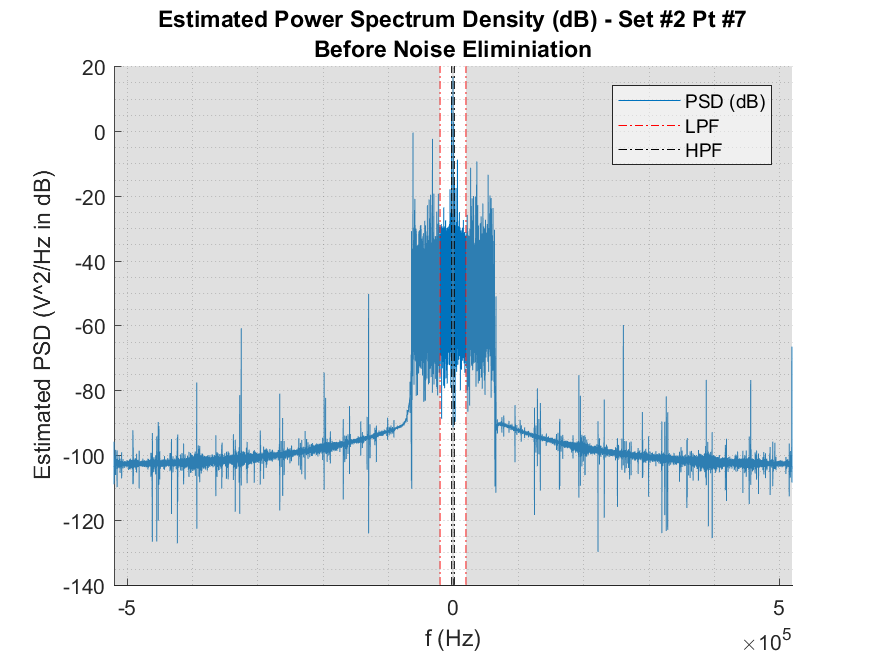 Estimated Power Spectrum Density (dB) - Set #2 Pt #7
Before Noise Eliminiation
PSD (dB)
LPF
HPF
Estimated PSD (V^2/Hz in dB)
20
0
-20
-40
-60
-80
-100
-120
-140
-5
0
5
×10^5
f (Hz)